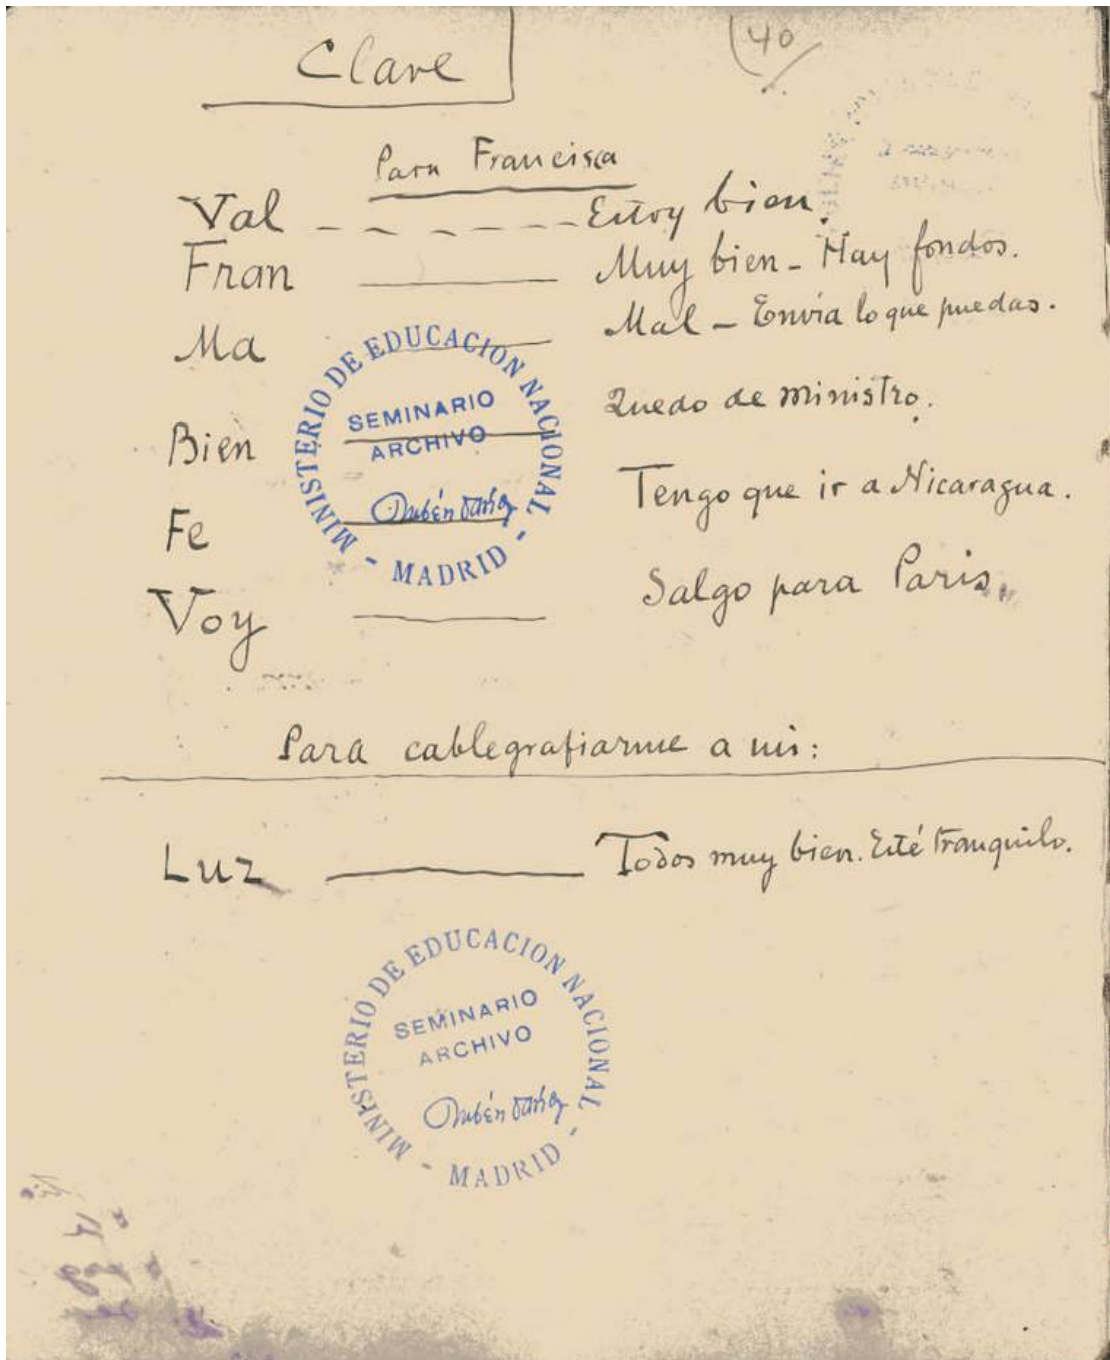 Clave
40
Para Francisca
Val ----- Estoy bien.
Fran —— Muy bien - Hay fondos.
Ma —— Mal - Envía lo que puedas.
Bien —— Quedo de ministro.
Fe —— Tengo que ir a Nicaragua.
Voy —— Salgo para Paris.
MINISTERIO DE EDUCACION NACIONAL - MADRID -
SEMINARIO
ARCHIVO
Rubén Darío
Para cablegrafiarme a mi:
Luz —— Todos muy bien. Esté tranquilo.
MINISTERIO DE EDUCACION NACIONAL - MADRID -
SEMINARIO
ARCHIVO
Rubén Darío